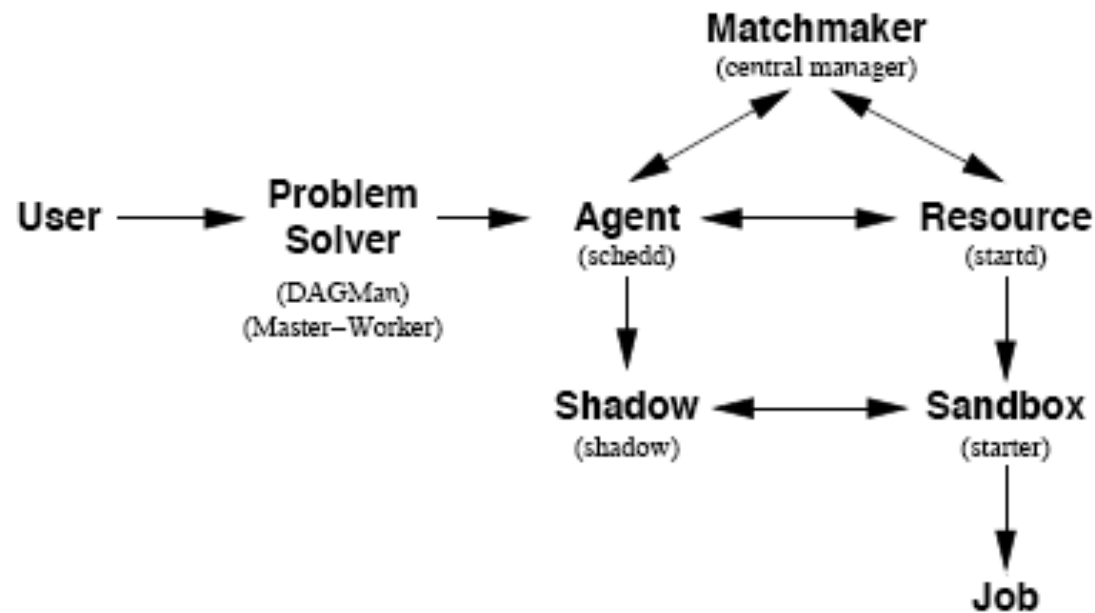 Matchmaker
(central manager)
User
Problem
Solver
(DAGMan)
(Master–Worker)
Agent
(schedd)
Resource
(startd)
Shadow
(shadow)
Sandbox
(starter)
Job